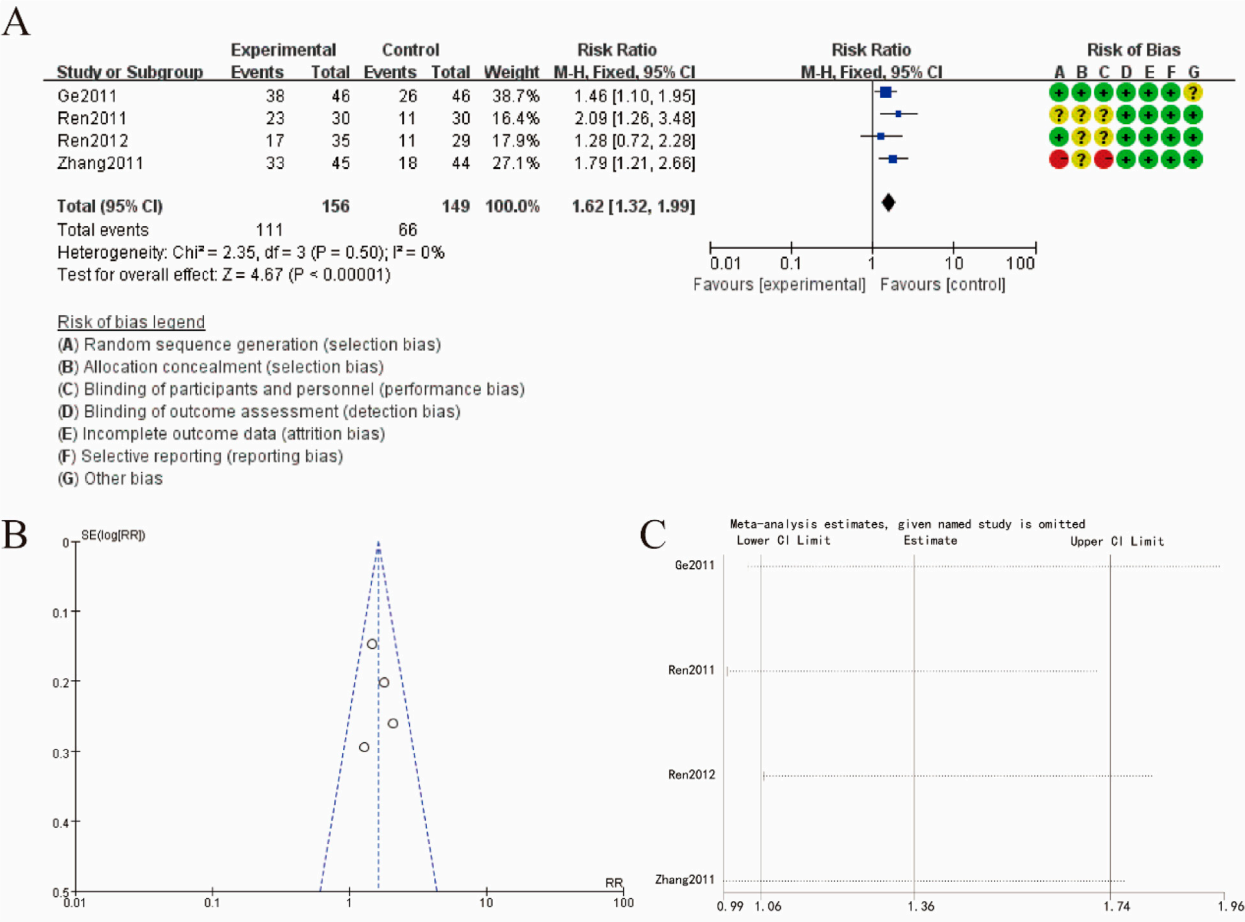 A
Experimental Control Risk Ratio Risk Ratio Risk of Bias
Study or Subgroup Events Total Events Total Weight M-H, Fixed, 95% CI M-H, Fixed, 95% CI A B C D E F G
Ge2011 38 46 26 46 38.7% 1.46 [1.10, 1.95] + + + + + + ?
Ren2011 23 30 11 30 16.4% 2.09 [1.26, 3.48] ? ? ? + + + +
Ren2012 17 35 11 29 17.9% 1.28 [0.72, 2.28] + ? ? + + + +
Zhang2011 33 45 18 44 27.1% 1.79 [1.21, 2.66] - ? - + + + +
Total (95% CI) 156 149 100.0% 1.62 [1.32, 1.99]
Total events 111 66
Heterogeneity: Chi² = 2.35, df = 3 (P = 0.50); I² = 0%
Test for overall effect: Z = 4.67 (P < 0.00001)
0.01 0.1 1 10 100
Favours [experimental] Favours [control]
Risk of bias legend
(A) Random sequence generation (selection bias)
(B) Allocation concealment (selection bias)
(C) Blinding of participants and personnel (performance bias)
(D) Blinding of outcome assessment (detection bias)
(E) Incomplete outcome data (attrition bias)
(F) Selective reporting (reporting bias)
(G) Other bias
B
SE(log[RR])
0
0.1
0.2
0.3
0.4
0.5
RR
0.01 0.1 1 10 100
C
Meta-analysis estimates, given named study is omitted
Lower CI Limit Estimate Upper CI Limit
Ge2011
Ren2011
Ren2012
Zhang2011
0.99 1.06 1.36 1.74 1.96